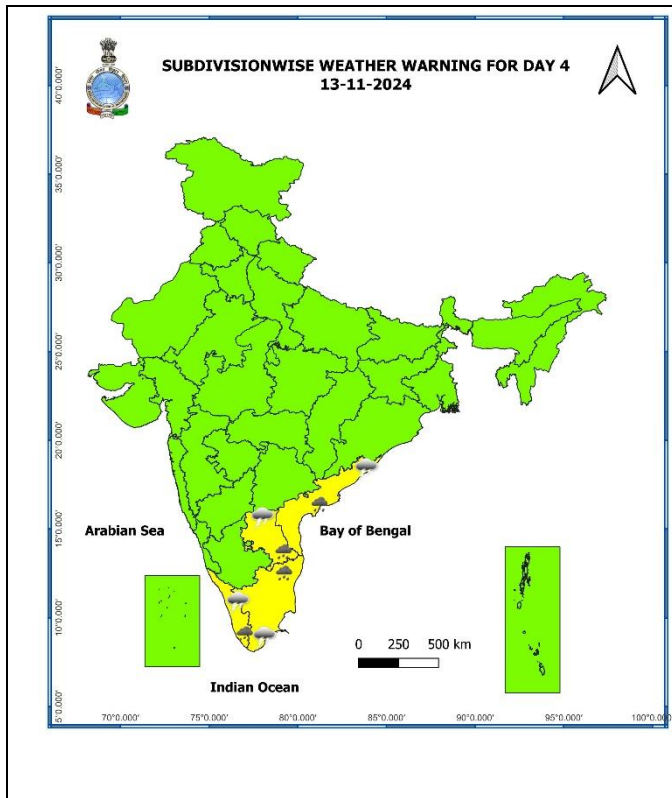 SUBDIVISIONWISE WEATHER WARNING FOR DAY 4
13-11-2024
40°0.000'
35°0.000'
30°0.000'
25°0.000'
20°0.000'
15°0.000'
10°0.000'
5°0.000'
Arabian Sea
Bay of Bengal
0 250 500 km
Indian Ocean
70°0.000' 75°0.000' 80°0.000' 85°0.000' 90°0.000' 95°0.000' 100°0.000'